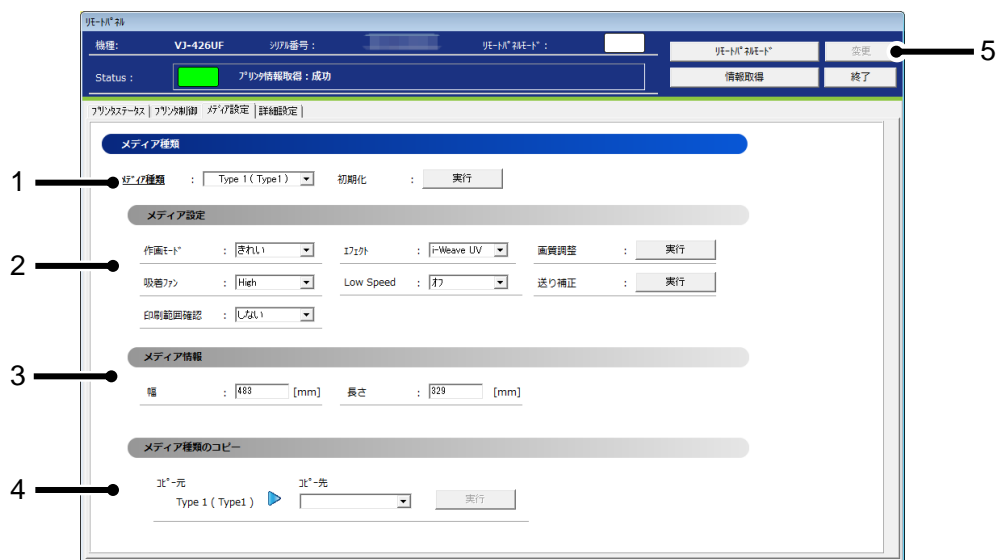 ﾘﾓｰﾄﾊﾟﾈﾙ
機種: VJ-426UF ｼﾘｱﾙ番号 : ﾘﾓｰﾄﾊﾟﾈﾙﾓｰﾄﾞ :
ﾘﾓｰﾄﾊﾟﾈﾙﾓｰﾄﾞ 変更 5
Status : ﾌﾟﾘﾝﾀ情報取得 : 成功
情報取得 終了
ﾌﾟﾘﾝﾀｽﾃｰﾀｽ ﾌﾟﾘﾝﾀ制御 ﾒﾃﾞｨｱ設定 詳細設定
メディア種類
1 ﾒﾃﾞｨｱ種類 : Type 1 ( Type1 ) 初期化 : 実行
メディア設定
作画ﾓｰﾄﾞ : きれい ｴﾌｪｸﾄ : i-Weave UV 画質調整 : 実行
2
吸着ﾌｧﾝ : High Low Speed : ｵﾌ 送り補正 : 実行
印刷範囲確認 : しない
メディア情報
3
幅 : 483 [mm] 長さ : 329 [mm]
メディア種類のコピー
ｺﾋﾟｰ元 ｺﾋﾟｰ先
4 Type 1 ( Type1 ) 実行